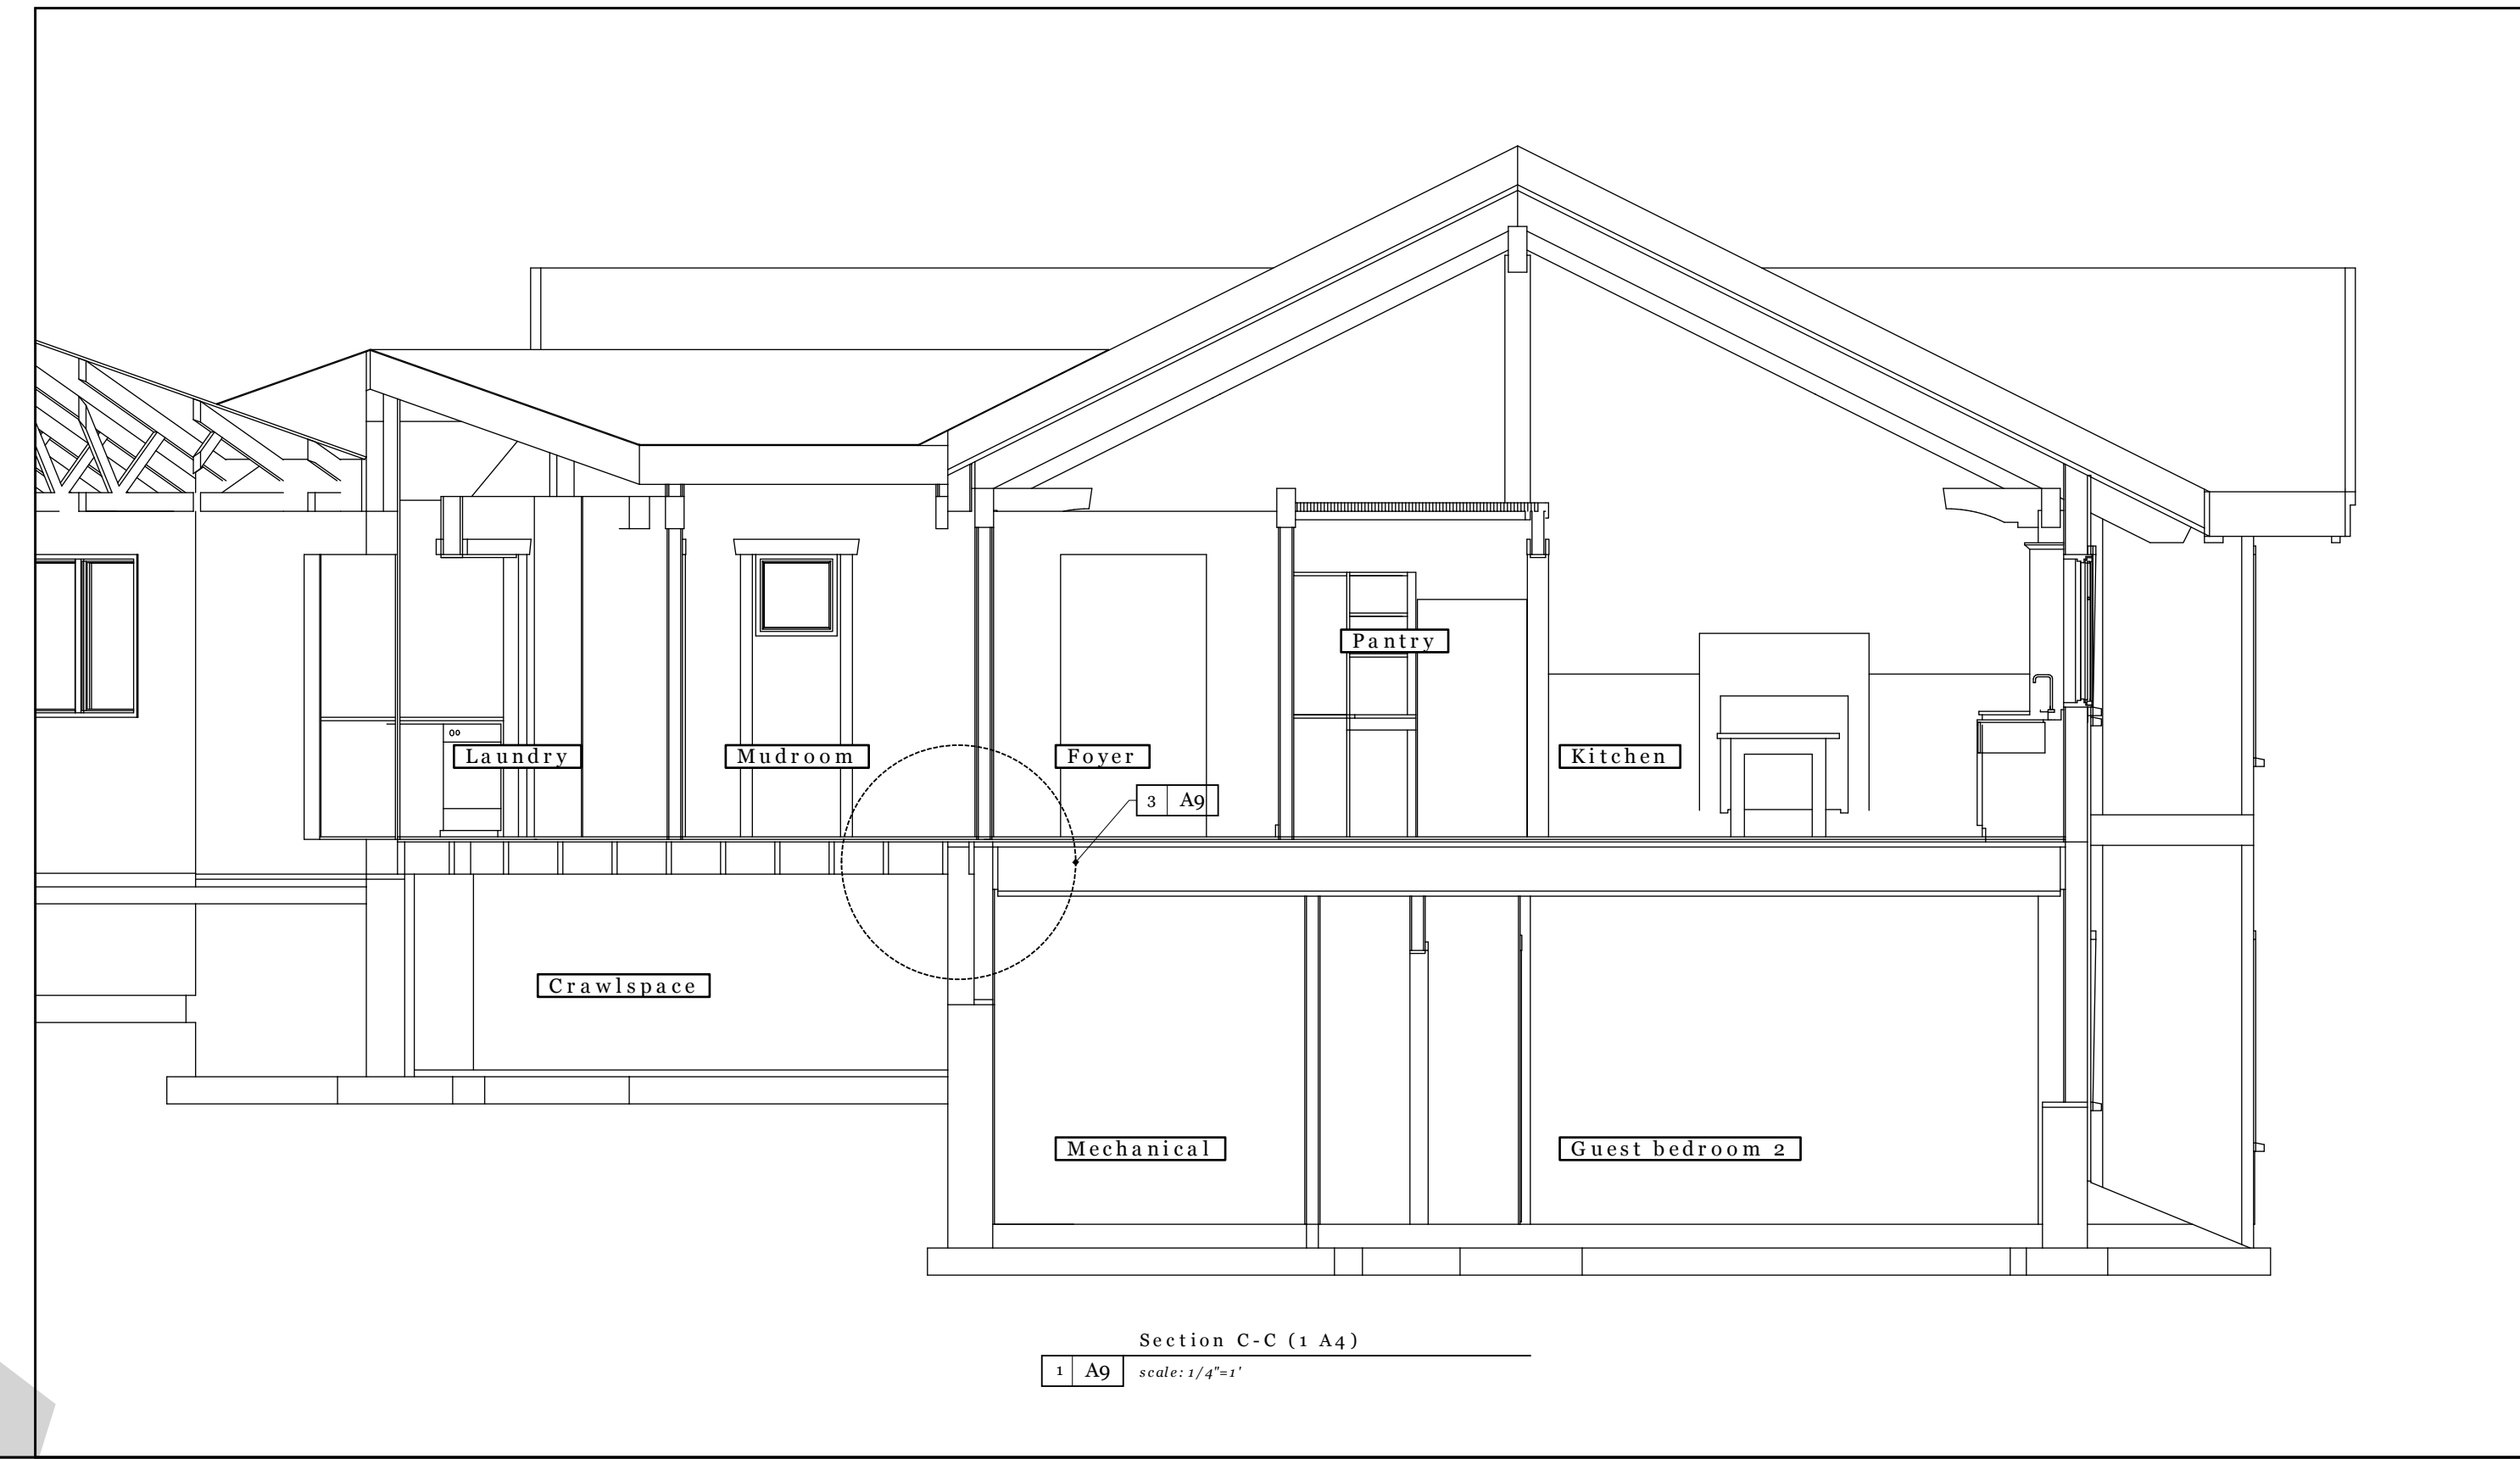 Pantry
Laundry
Mudroom
Foyer
Kitchen
3 A9
Crawlspace
Mechanical
Guest bedroom 2
Section C-C (1 A4)
1 A9 scale: 1/4"=1'